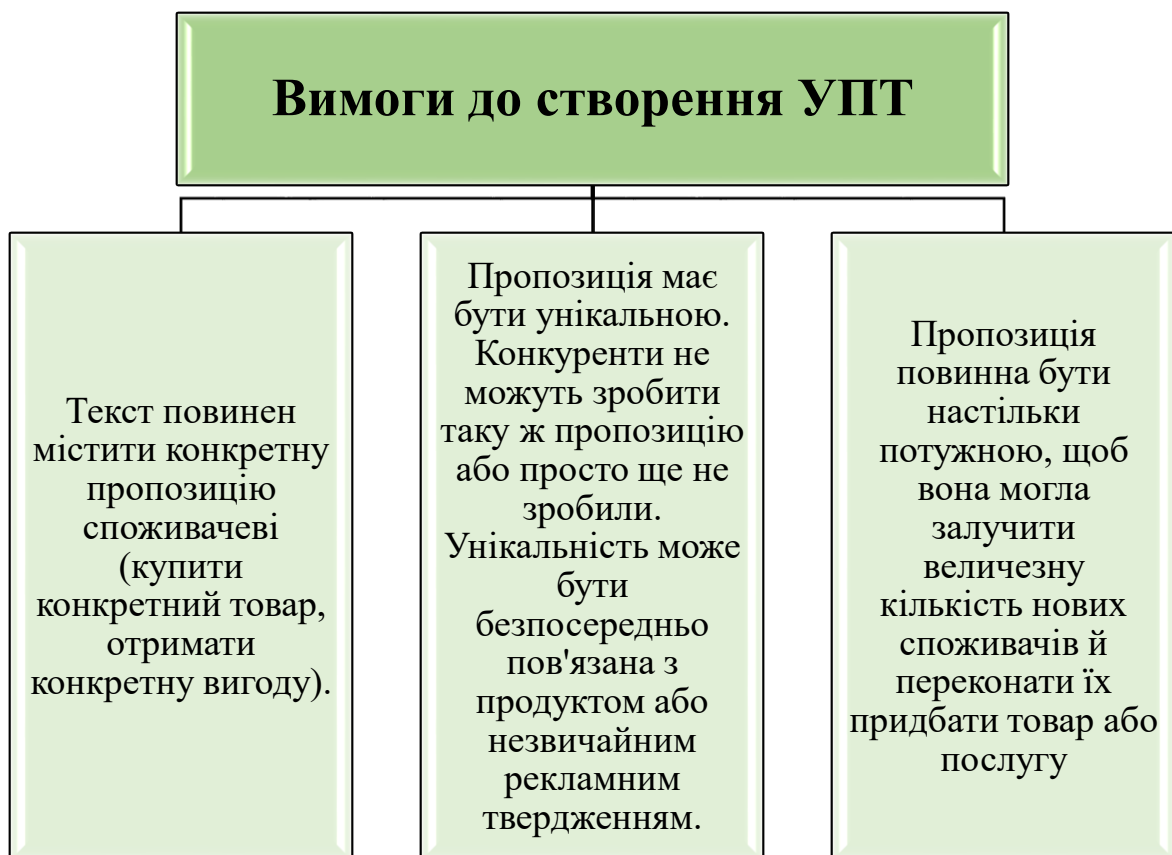 Вимоги до створення УПТ
Текст повинен
містити конкретну
пропозицію
споживачеві
(купити
конкретний товар,
отримати
конкретну вигоду).
Пропозиція має
бути унікальною.
Конкуренти не
можуть зробити
таку ж пропозицію
або просто ще не
зробили.
Унікальність може
бути
безпосередньо
пов'язана з
продуктом або
незвичайним
рекламним
твердженням.
Пропозиція
повинна бути
настільки
потужною, щоб
вона могла
залучити
величезну
кількість нових
споживачів й
переконати їх
придбати товар або
послугу